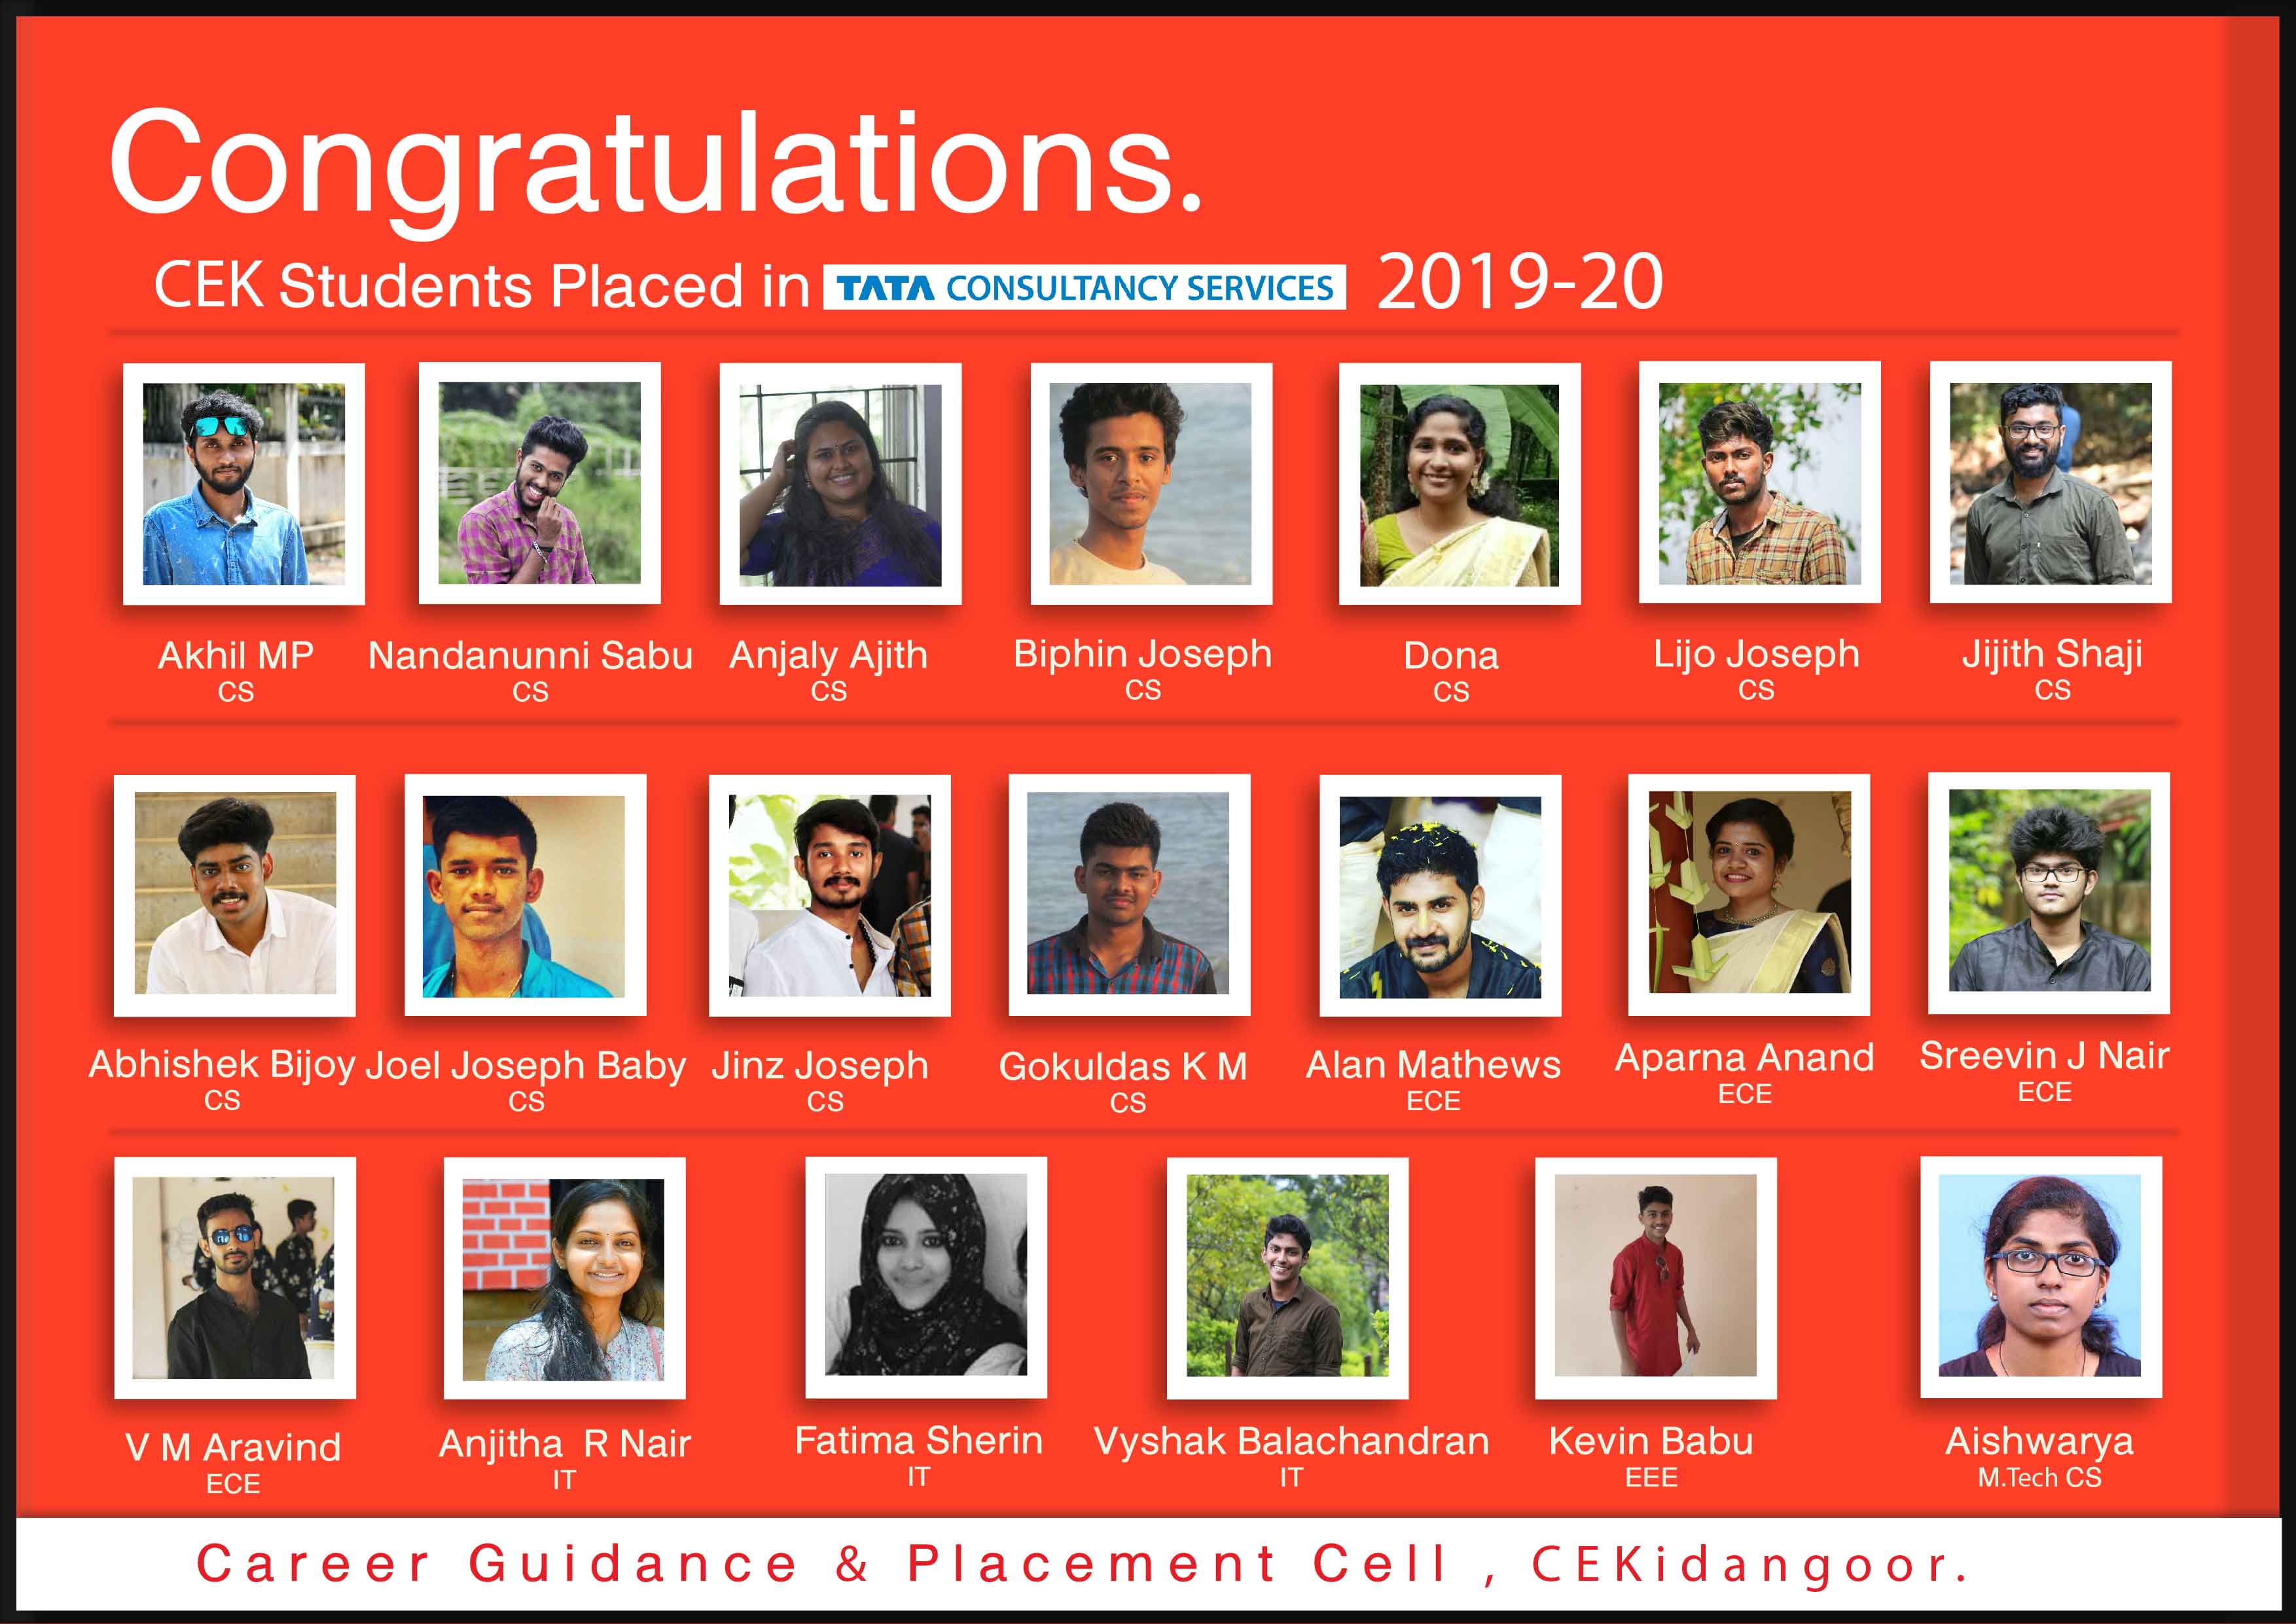 Congratulations.
CEK Students Placed in TATA CONSULTANCY SERVICES 2019-20
Akhil MP Nandanunni Sabu Anjaly Ajith Biphin Joseph Dona Lijo Joseph Jijith Shaji
CS CS CS CS CS CS CS
Abhishek Bijoy Joel Joseph Baby Jinz Joseph Gokuldas K M Alan Mathews Aparna Anand Sreevin J Nair
CS CS CS CS ECE ECE ECE
V M Aravind Anjitha R Nair Fatima Sherin Vyshak Balachandran Kevin Babu Aishwarya
ECE IT IT IT EEE M.Tech CS
Career Guidance & Placement Cell , CEKidangoor.